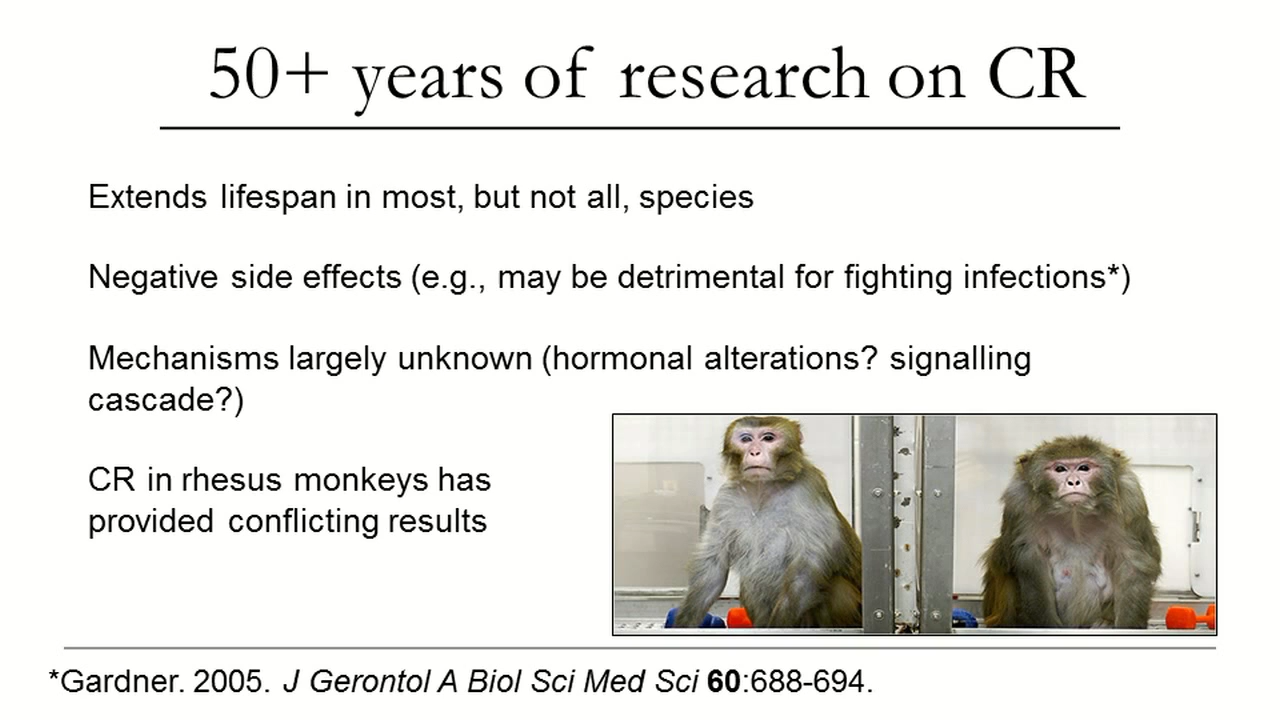 50+ years of research on CR
Extends lifespan in most, but not all, species
Negative side effects (e.g., may be detrimental for fighting infections*)
Mechanisms largely unknown (hormonal alterations? signalling
cascade?)
CR in rhesus monkeys has
provided conflicting results
*Gardner. 2005. J Gerontol A Biol Sci Med Sci 60:688-694.